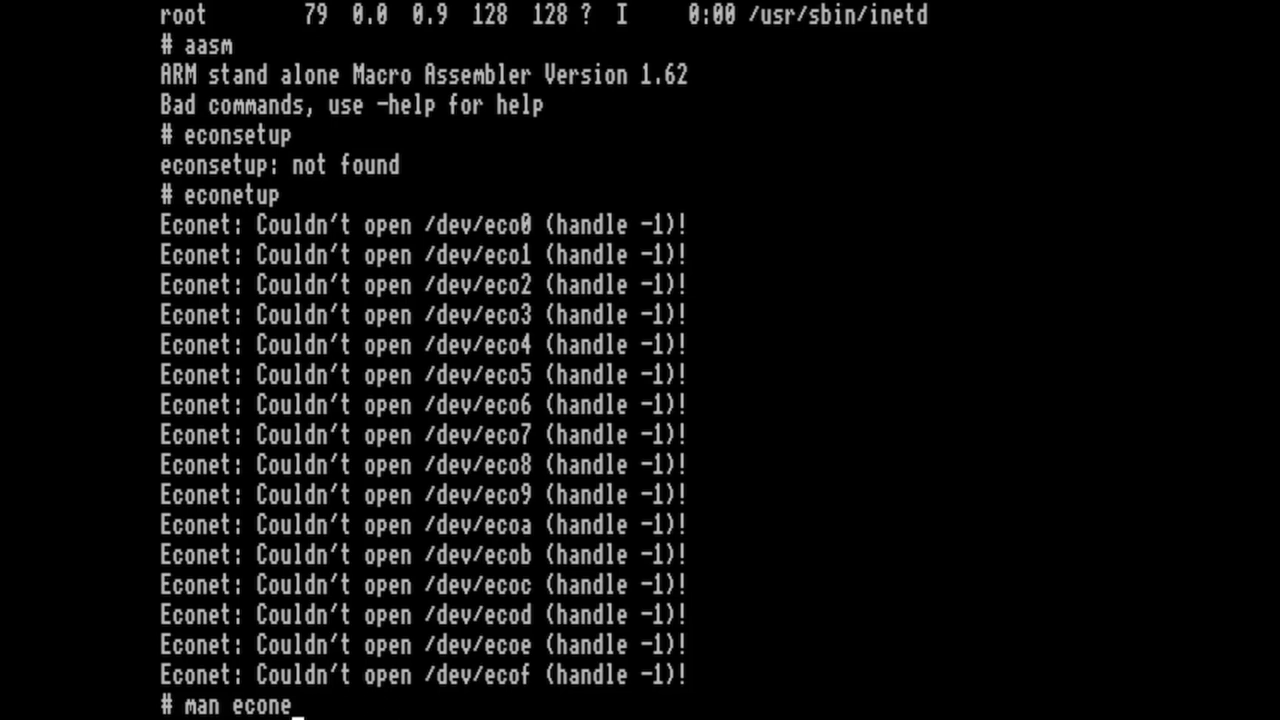 root        79  0.0  0.9  128  128 ?  I     0:00 /usr/sbin/inetd
# aasm
ARM stand alone Macro Assembler Version 1.62
Bad commands, use -help for help
# econsetup
econsetup: not found
# econetup
Econet: Couldn't open /dev/eco0 (handle -1)!
Econet: Couldn't open /dev/eco1 (handle -1)!
Econet: Couldn't open /dev/eco2 (handle -1)!
Econet: Couldn't open /dev/eco3 (handle -1)!
Econet: Couldn't open /dev/eco4 (handle -1)!
Econet: Couldn't open /dev/eco5 (handle -1)!
Econet: Couldn't open /dev/eco6 (handle -1)!
Econet: Couldn't open /dev/eco7 (handle -1)!
Econet: Couldn't open /dev/eco8 (handle -1)!
Econet: Couldn't open /dev/eco9 (handle -1)!
Econet: Couldn't open /dev/ecoa (handle -1)!
Econet: Couldn't open /dev/ecob (handle -1)!
Econet: Couldn't open /dev/ecoc (handle -1)!
Econet: Couldn't open /dev/ecod (handle -1)!
Econet: Couldn't open /dev/ecoe (handle -1)!
Econet: Couldn't open /dev/ecof (handle -1)!
# man econe_